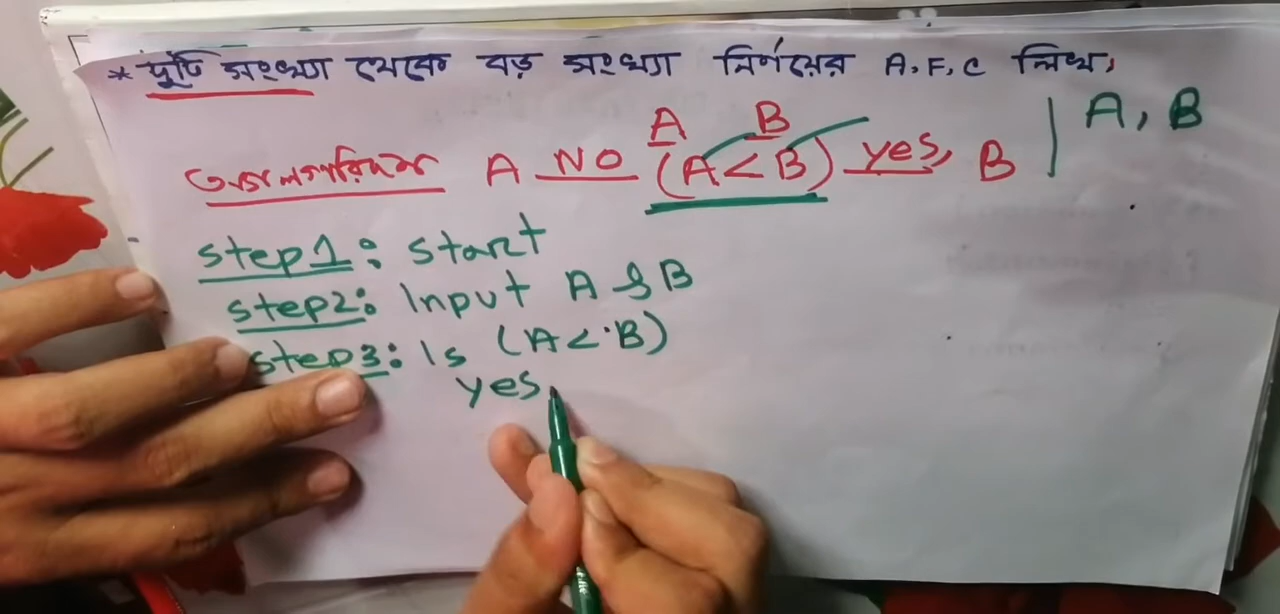 * দুটি সংখ্যা থেকে বড় সংখ্যা নির্ণয়ের A, F, C লিখ,
A B
অ্যালগরিদম A NO (A<B) yes, B | A, B
step1: start
step2: Input A & B
step3: Is (A<B)
yes